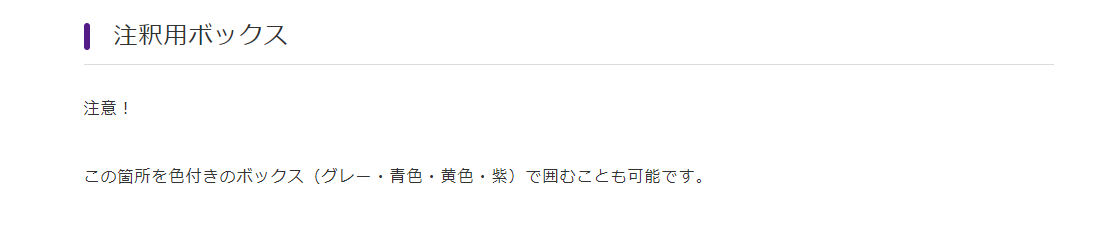 注釈用ボックス
注意！
この箇所を色付きのボックス（グレー・青色・黄色・紫）で囲むことも可能です。